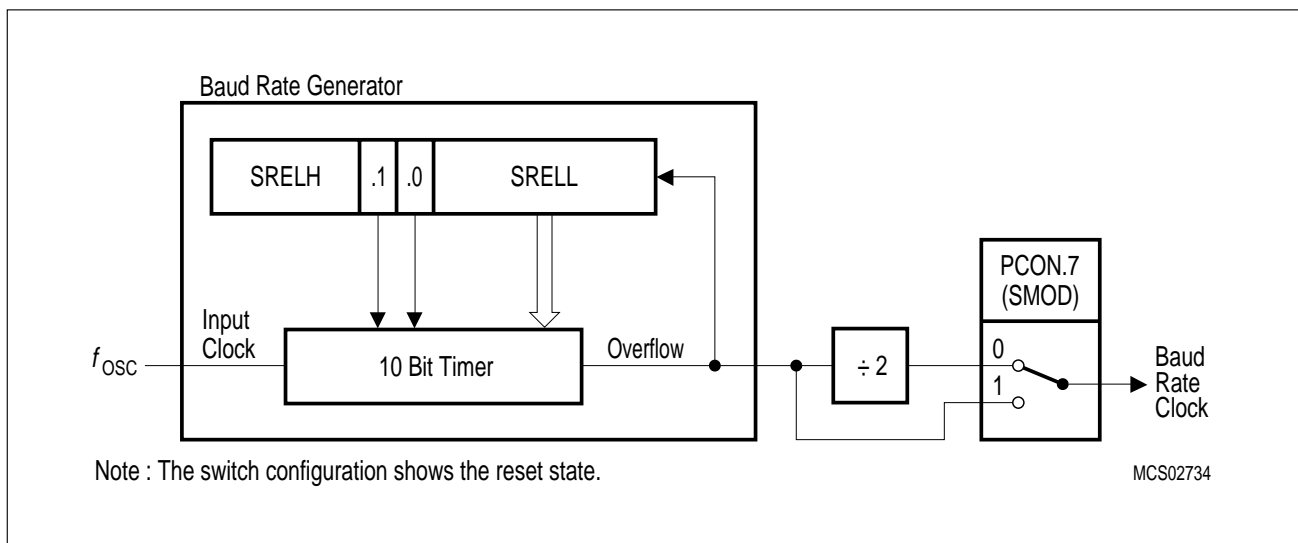 Baud Rate Generator
SRELH .1 .0 SRELL
PCON.7
(SMOD)
Input
Clock
f OSC
10 Bit Timer
Overflow
÷ 2
0
1
Baud
Rate
Clock
Note : The switch configuration shows the reset state.
MCS02734